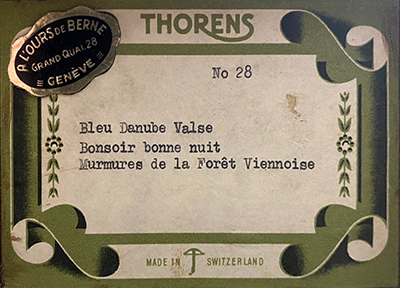 THORENS
A L'OURS DE BERNE
GRAND QUAI.28
GENÈVE
No 28
Bleu Danube Valse
Bonsoir bonne nuit
Murmures de la Forêt Viennoise
MADE IN SWITZERLAND